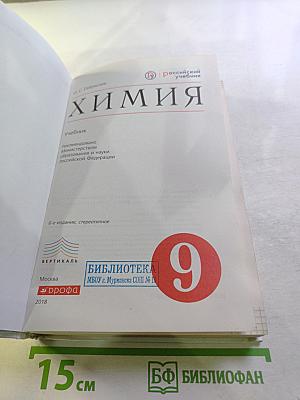 российский учебник
О. С. Габриелян
ХИМИЯ
Учебник
Рекомендовано
Министерством
образования и науки
Российской Федерации
6-е издание, стереотипное
ВЕРТИКАЛЬ
Москва
дрофа
2018
БИБЛИОТЕКА
9
15 см
БФ БИБЛИОФАН